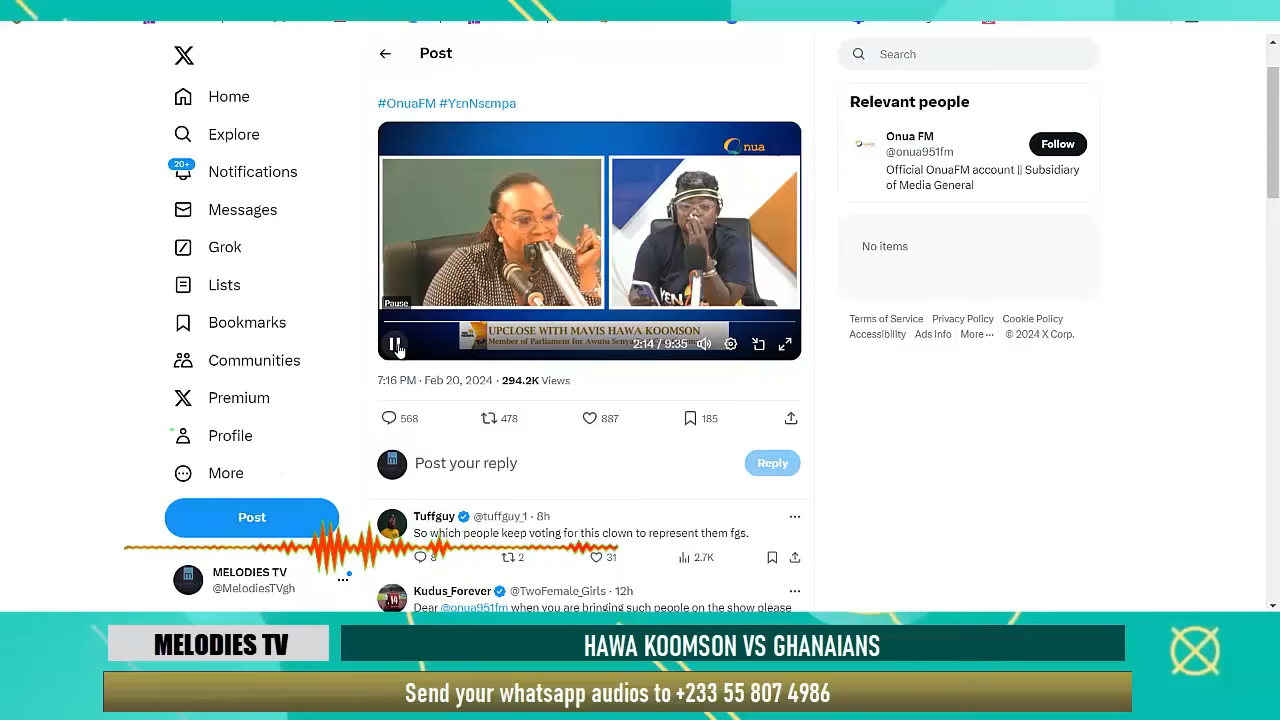 Home
Explore
20+
Notifications
Messages
Grok
Lists
Bookmarks
Communities
Premium
Profile
More
Post
MELODIES TV
@MelodiesTVgh
Post
#OnuaFM #YɛnNsɛmpa
Onua
YEN
Pause
UPCLOSE WITH MAVIS HAWA KOOMSON
Member of Parliament for Awutu Senya
2:14 / 9:35
7:16 PM · Feb 20, 2024 · 294.2K Views
568
478
887
185
Post your reply
Reply
Tuffguy @tuffguy_1 · 8h
So which people keep voting for this clown to represent them fgs.
8
2
31
2.7K
Kudus_Forever @TwoFemale_Girls · 12h
Dear @onua951fm when you are bringing such people on the show please
Search
Relevant people
Onua FM
@onua951fm
Follow
Official OnuaFM account || Subsidiary
of Media General
No items
Terms of Service Privacy Policy Cookie Policy
Accessibility Ads info More ··· © 2024 X Corp.
MELODIES TV
HAWA KOOMSON VS GHANAIANS
Send your whatsapp audios to +233 55 807 4986